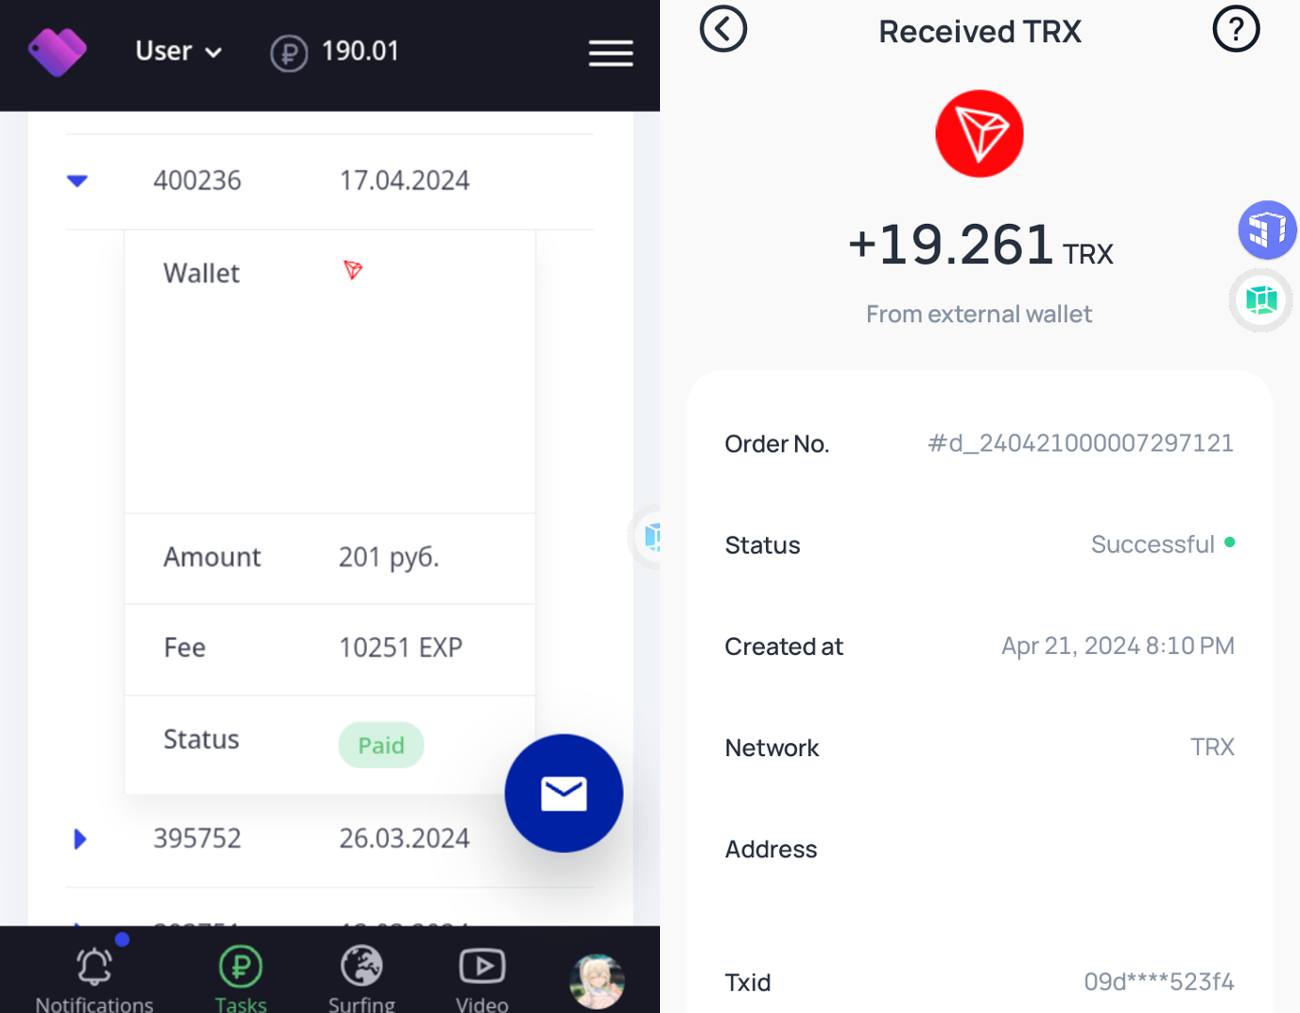 User
190.01
400236 17.04.2024
Wallet
Amount 201 руб.
Fee 10251 EXP
Status Paid
395752 26.03.2024
Notifications Tasks Surfing Video
Received TRX
?
+19.261 TRX
From external wallet
Order No. #d_240421000007297121
Status Successful
Created at Apr 21, 2024 8:10 PM
Network TRX
Address
Txid 09d****523f4